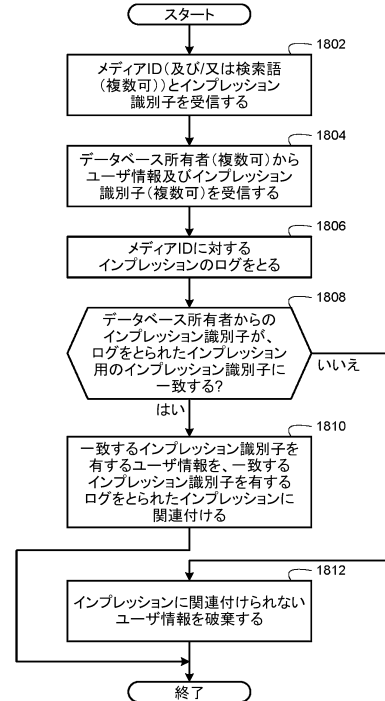 スタート
1802
メディアID(及び/又は検索語
(複数可))とインプレッション
識別子を受信する
1804
データベース所有者(複数可)から
ユーザ情報及びインプレッション
識別子(複数可)を受信する
1806
メディアIDに対する
インプレッションのログをとる
1808
データベース所有者からの
インプレッション識別子が、
ログをとられたインプレッション
用のインプレッション識別子に
一致する?
いいえ
はい
1810
一致するインプレッション識別子を
有するユーザ情報を、一致する
インプレッション識別子を有する
ログをとられたインプレッションに
関連付ける
1812
インプレッションに関連付けられない
ユーザ情報を破棄する
終了